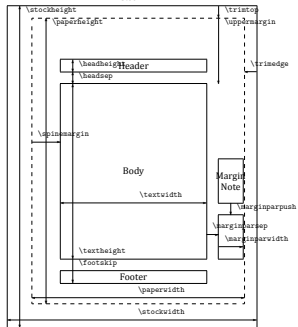 \stockheight
\trimtop
\paperheight
\uppermargin
\headheight
Header
\trimedge
\headsep
\spinemargin
Body
Margin
Note
\textwidth
\marginparpush
\marginparsep
\marginparwidth
\textheight
\footskip
Footer
\paperwidth
\stockwidth